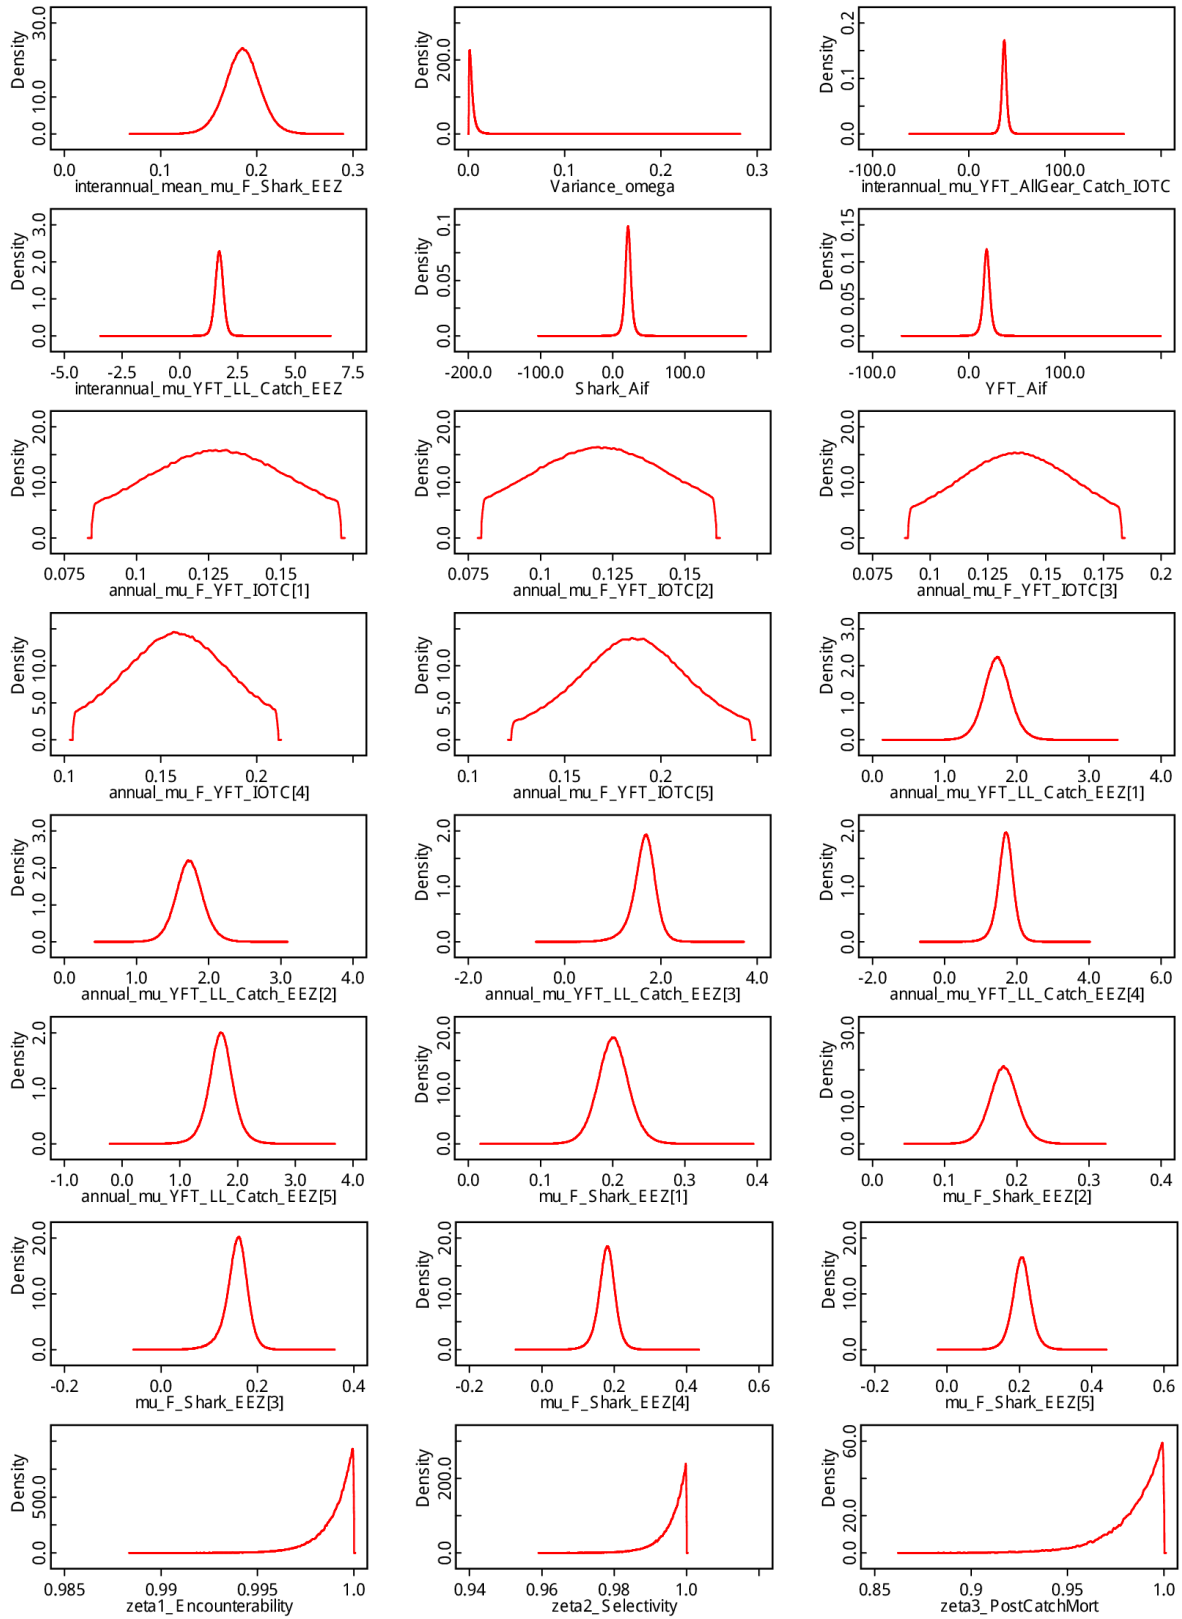 Density
0.0 10.0 30.0
0.0 0.1 0.2 0.3
interannual_mean_mu_F_Shark_EEZ
Density
0.0 200.0
0.0 0.1 0.2 0.3
Variance_omega
Density
0.0 0.1 0.2
-100.0 0.0 100.0
interannual_mu_YFT_AllGear_Catch_IOTC
Density
0.0 1.0 2.0 3.0
-5.0 -2.5 0.0 2.5 5.0 7.5
interannual_mu_YFT_LL_Catch_EEZ
Density
0.0 0.05 0.1
-200.0 -100.0 0.0 100.0
Shark_Aif
Density
0.0 0.05 0.10 0.15
-100.0 0.0 100.0
YFT_Aif
Density
0.0 10.0 20.0
0.075 0.1 0.125 0.15
annual_mu_F_YFT_IOTC[1]
Density
0.0 10.0 20.0
0.075 0.1 0.125 0.15
annual_mu_F_YFT_IOTC[2]
Density
0.0 10.0 20.0
0.075 0.1 0.125 0.15 0.175 0.2
annual_mu_F_YFT_IOTC[3]
Density
0.0 5.0 10.0
0.1 0.15 0.2
annual_mu_F_YFT_IOTC[4]
Density
0.0 5.0 10.0
0.1 0.15 0.2
annual_mu_F_YFT_IOTC[5]
Density
0.0 1.0 2.0 3.0
0.0 1.0 2.0 3.0 4.0
annual_mu_YFT_LL_Catch_EEZ[1]
Density
0.0 1.0 2.0 3.0
0.0 1.0 2.0 3.0 4.0
annual_mu_YFT_LL_Catch_EEZ[2]
Density
0.0 1.0 2.0
-2.0 0.0 2.0 4.0
annual_mu_YFT_LL_Catch_EEZ[3]
Density
0.0 1.0 2.0
-2.0 0.0 2.0 4.0 6.0
annual_mu_YFT_LL_Catch_EEZ[4]
Density
0.0 1.0 2.0
-1.0 0.0 1.0 2.0 3.0 4.0
annual_mu_YFT_LL_Catch_EEZ[5]
Density
0.0 10.0 20.0
0.0 0.1 0.2 0.3 0.4
mu_F_Shark_EEZ[1]
Density
0.0 10.0 30.0
0.0 0.1 0.2 0.3 0.4
mu_F_Shark_EEZ[2]
Density
0.0 10.0 20.0
-0.2 0.0 0.2 0.4
mu_F_Shark_EEZ[3]
Density
0.0 10.0 20.0
-0.2 0.0 0.2 0.4 0.6
mu_F_Shark_EEZ[4]
Density
0.0 10.0 20.0
-0.2 0.0 0.2 0.4 0.6
mu_F_Shark_EEZ[5]
Density
0.0 500.0
0.985 0.99 0.995 1.0
zeta1_Encounterability
Density
0.0 200.0
0.94 0.96 0.98 1.0
zeta2_Selectivity
Density
0.0 20.0 60.0
0.85 0.9 0.95 1.0
zeta3_PostCatchMort